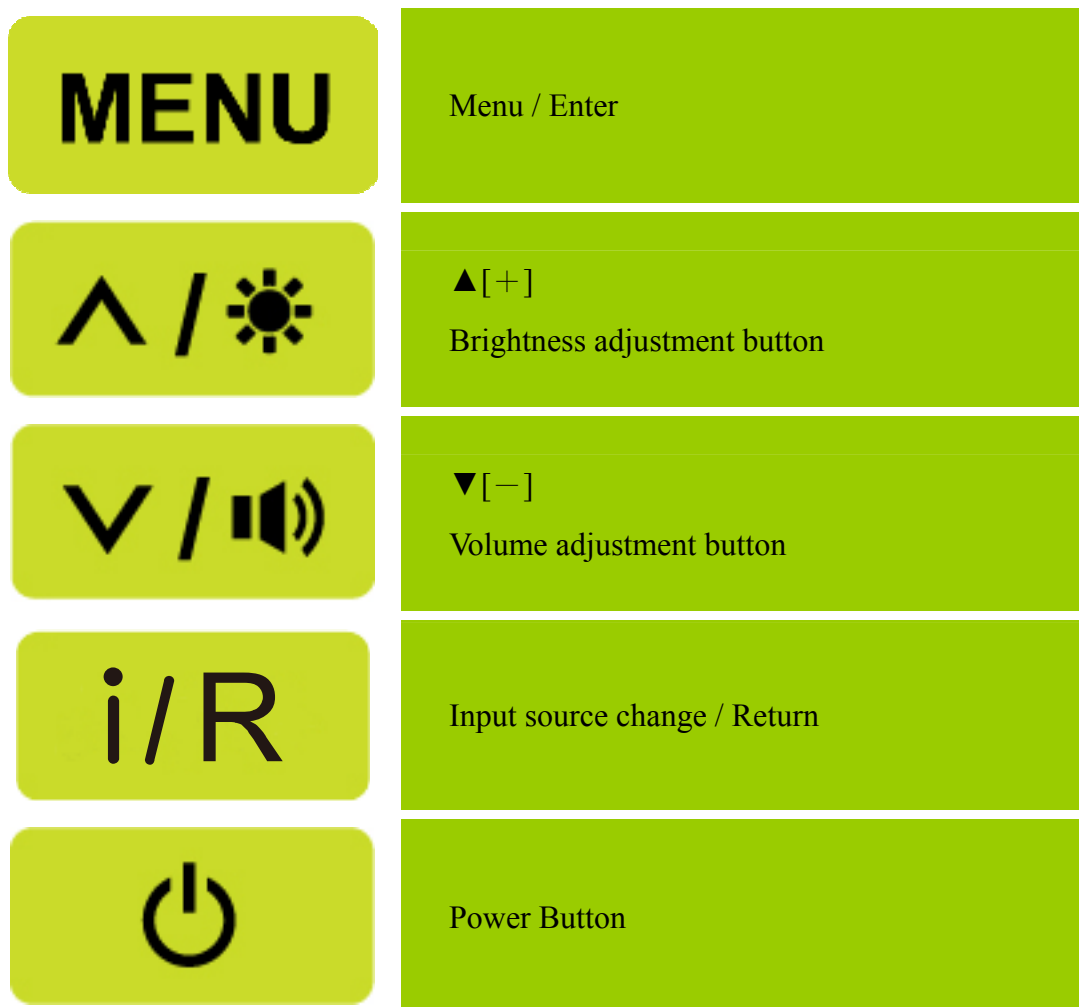 MENU
Menu / Enter
∧ /
▲[＋]
Brightness adjustment button
∨ /
▼[－]
Volume adjustment button
i/R
Input source change / Return
Power Button